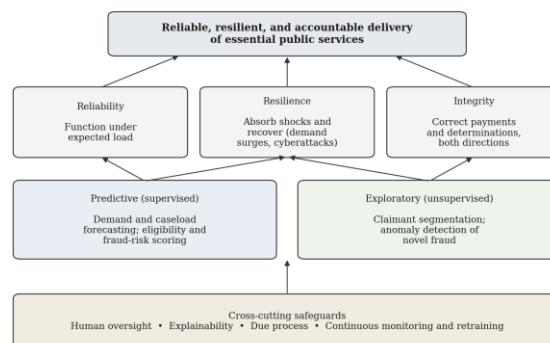 Reliable, resilient, and accountable delivery
of essential public services
Reliability
Function under
expected load
Resilience
Absorb shocks and
recover (demand
surges, cyberattacks)
Integrity
Correct payments
and determinations,
both directions
Predictive (supervised)
Demand and caseload
forecasting; eligibility and
fraud-risk scoring
Exploratory (unsupervised)
Claimant segmentation;
anomaly detection of
novel fraud
Cross-cutting safeguards
Human oversight • Explainability • Due process • Continuous monitoring and retraining